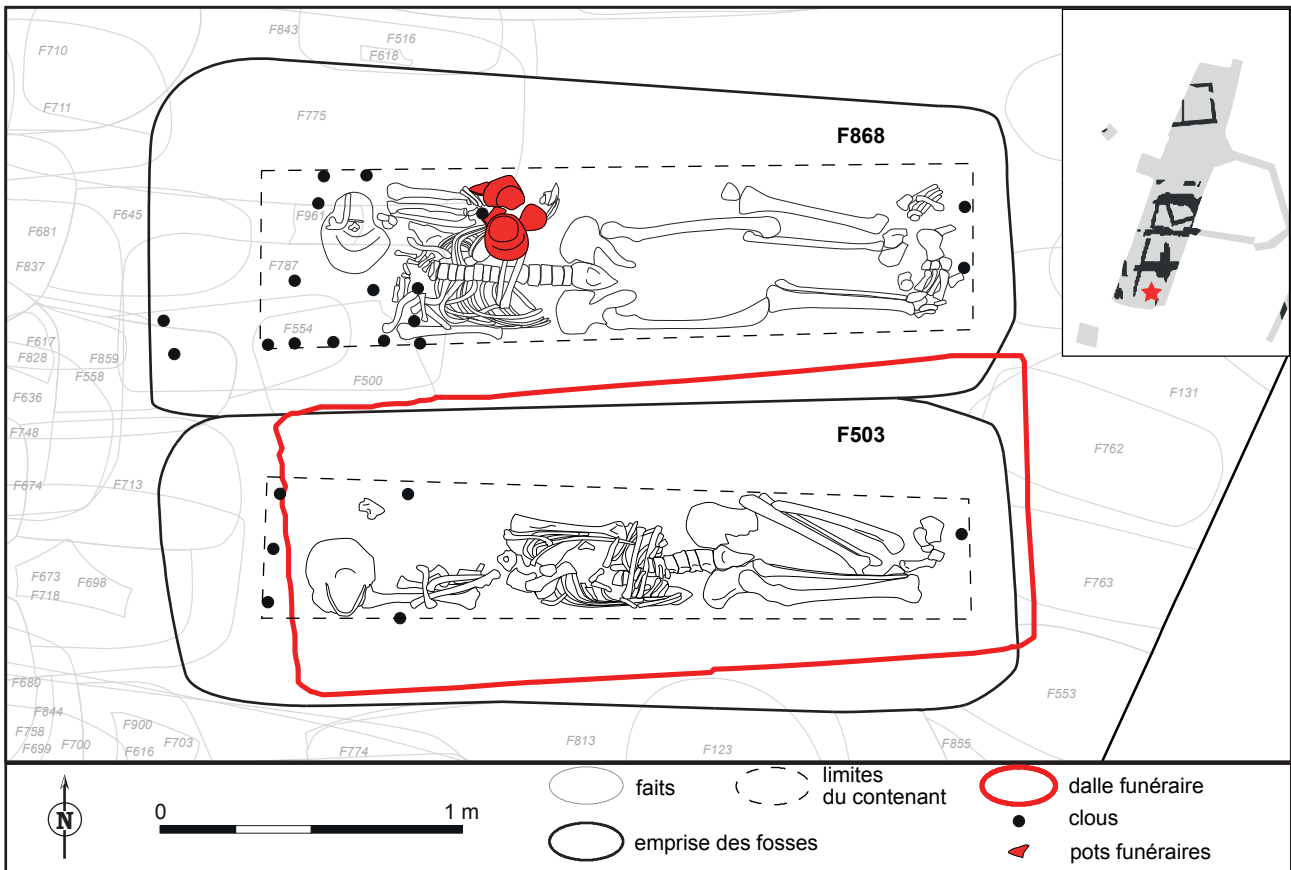 F843
F516
F710
F618
F711
F775
F868
F645
F961
F681
F837
F787
F617
F554
F828
F859
F558
F500
F636
F131
F748
F503
F762
F674
F713
F673
F698
F718
F763
F680
F553
F844
F758
F900
F699
F700
F616
F703
F774
F813
F123
F855
N
0
1 m
faits
limites
du contenant
emprise des fosses
dalle funéraire
clous
pots funéraires